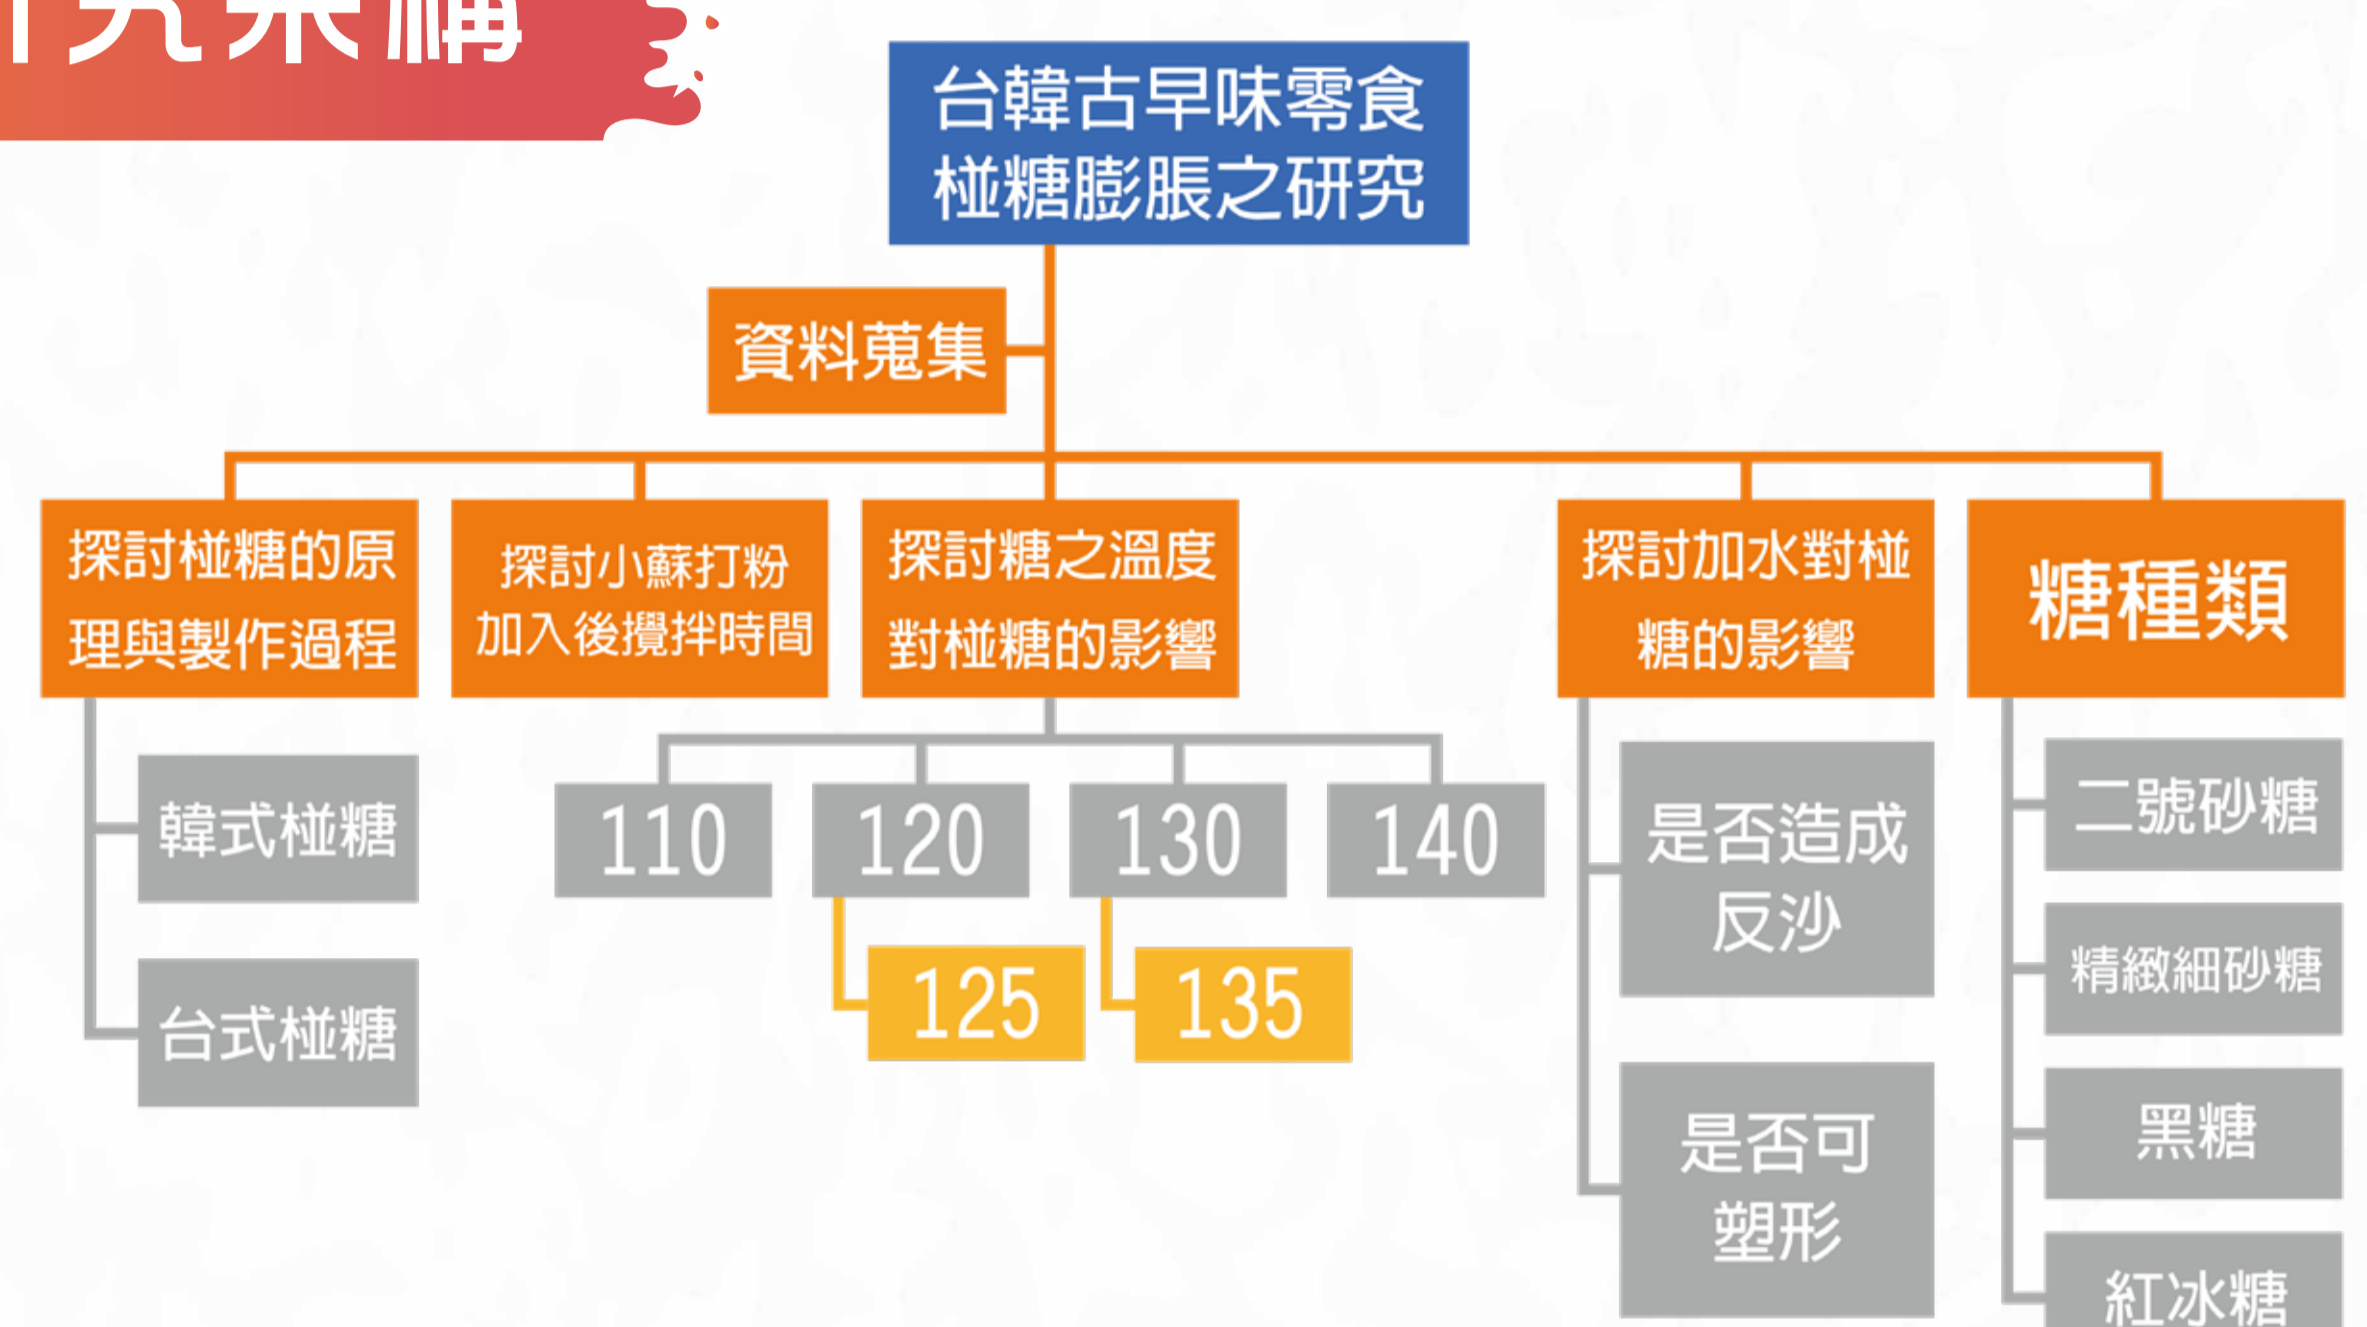 究架構
台韓古早味零食
椪糖膨脹之研究
資料蒐集
探討椪糖的原
理與製作過程
探討小蘇打粉
加入後攪拌時間
探討糖之溫度
對椪糖的影響
探討加水對椪
糖的影響
糖種類
韓式椪糖
台式椪糖
110
120
130
140
125
135
是否造成
反沙
是否可
塑形
二號砂糖
精緻細砂糖
黑糖
紅冰糖